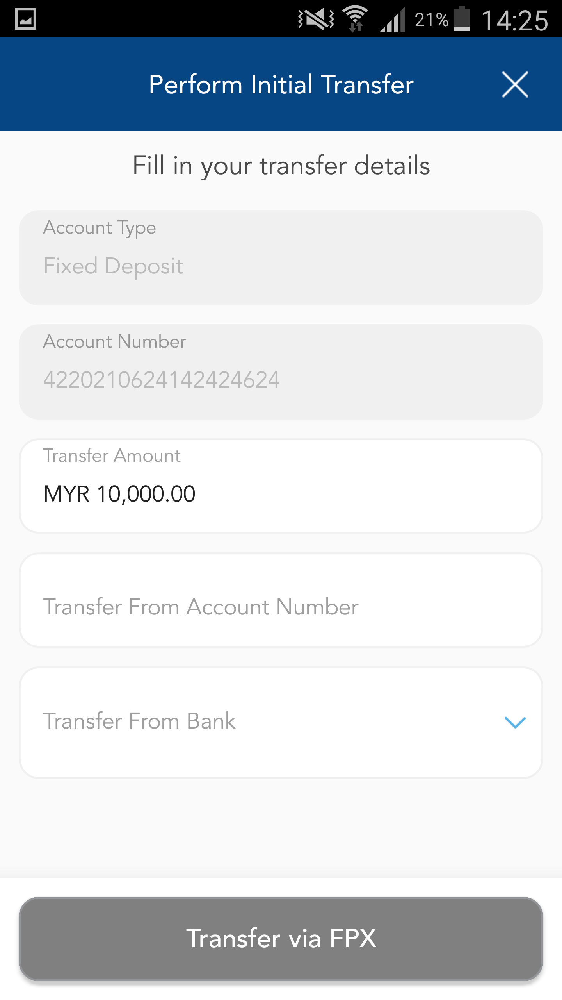 21% 14:25
Perform Initial Transfer
Fill in your transfer details
Account Type
Fixed Deposit
Account Number
4220210624142424624
Transfer Amount
MYR 10,000.00
Transfer From Account Number
Transfer From Bank
Transfer via FPX